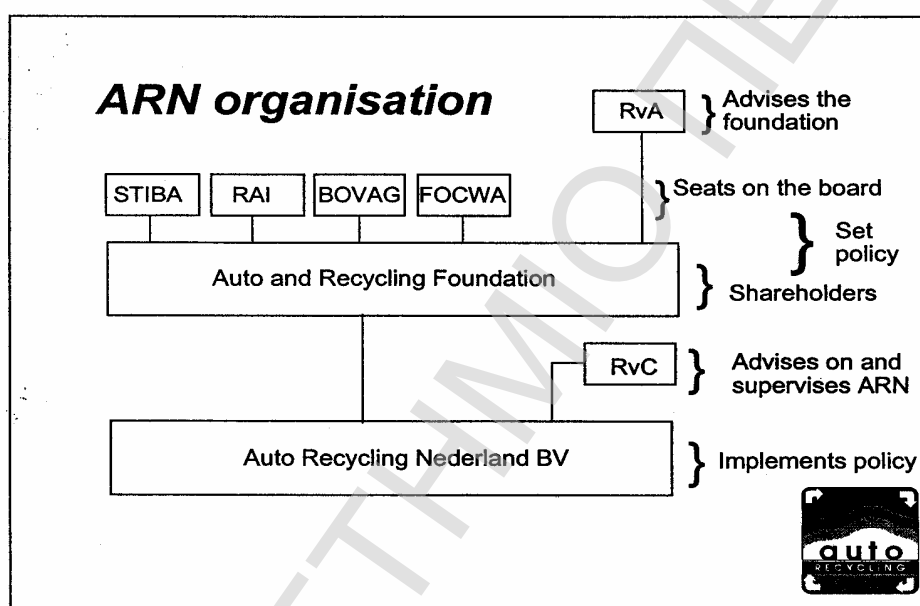 ARN organisation
RvA
} Advises the
foundation
STIBA
RAI
BOVAG
FOCWA
} Seats on the board
} Set
policy
Auto and Recycling Foundation
} Shareholders
RvC
} Advises on and
supervises ARN
Auto Recycling Nederland BV
} Implements policy
auto
RECYCLING